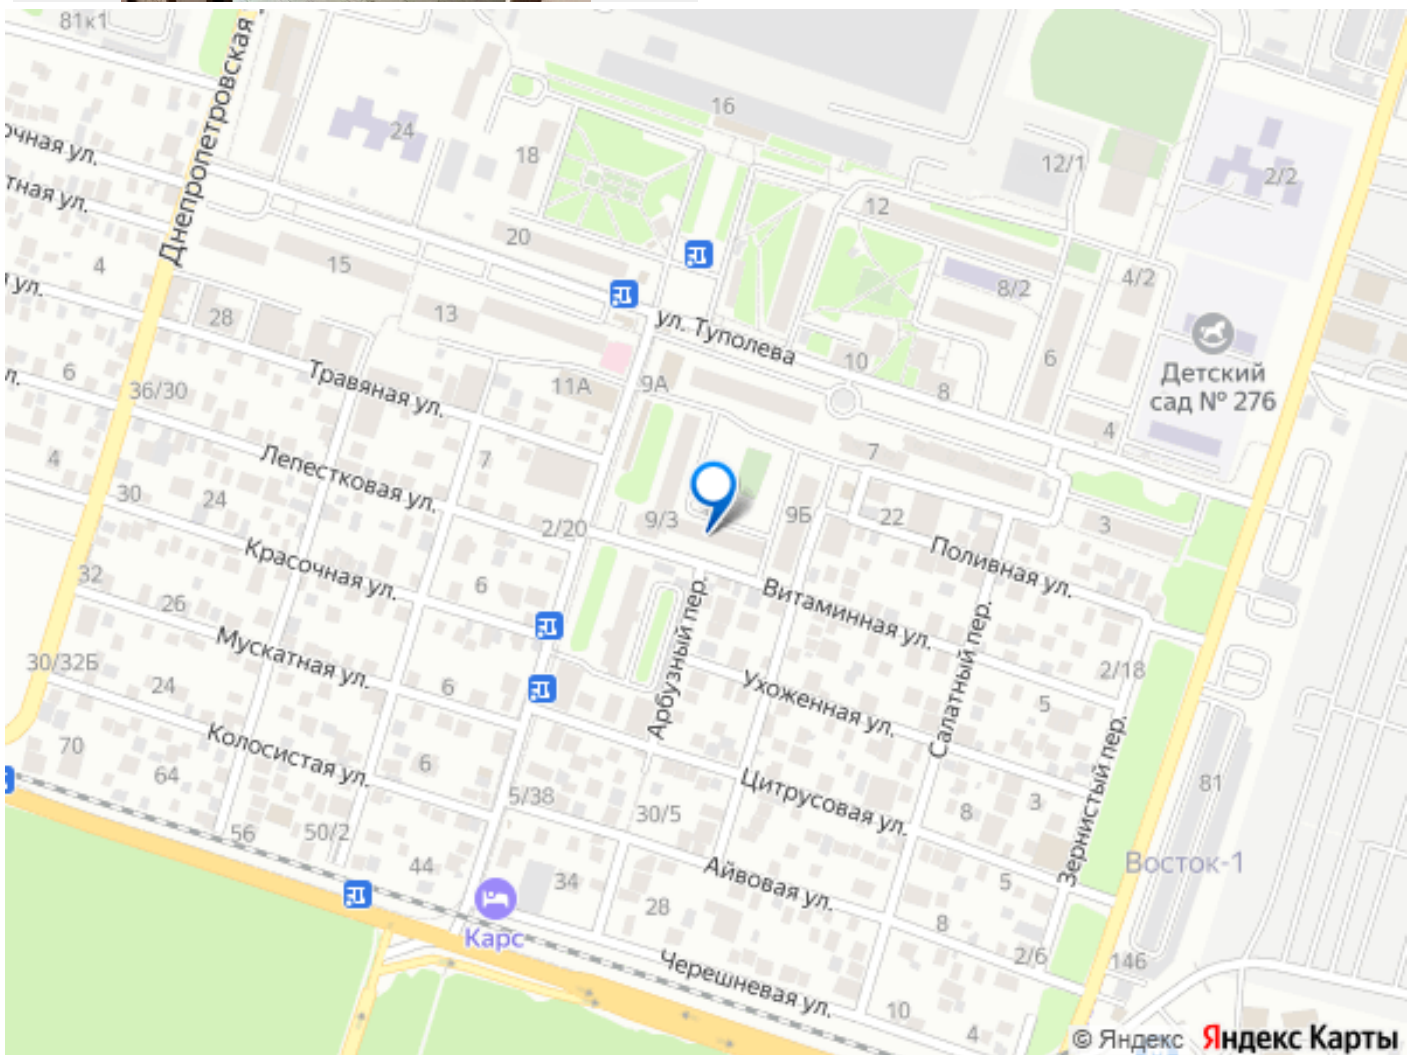 81к1
Днепропетровская
16
24
18
12/1
2/2
очная ул.
тная ул.
12
20
15
4
8/2
4/2
ул.
28
13
ул. Туполева
10
6
8
Детский
сад № 276
6
36/30
Травяная ул.
11А
9А
4
7
7
4
30
24
Лепестковая ул.
2/20
9/3
9Б
22
3
Поливная ул.
Красочная ул.
32
26
6
Витаминная ул.
Арбузный пер.
Салатный пер.
2/18
Мускатная ул.
30/32Б
24
6
Ухоженная ул.
5
Зернистый пер.
Колосистая ул.
70
64
6
5/38
30/5
Цитрусовая ул.
8
3
81
56
50/2
44
34
28
Айвовая ул.
5
Восток-1
8
Карс
2/6
146
Черешневая ул.
10
4
© Яндекс Яндекс Карты